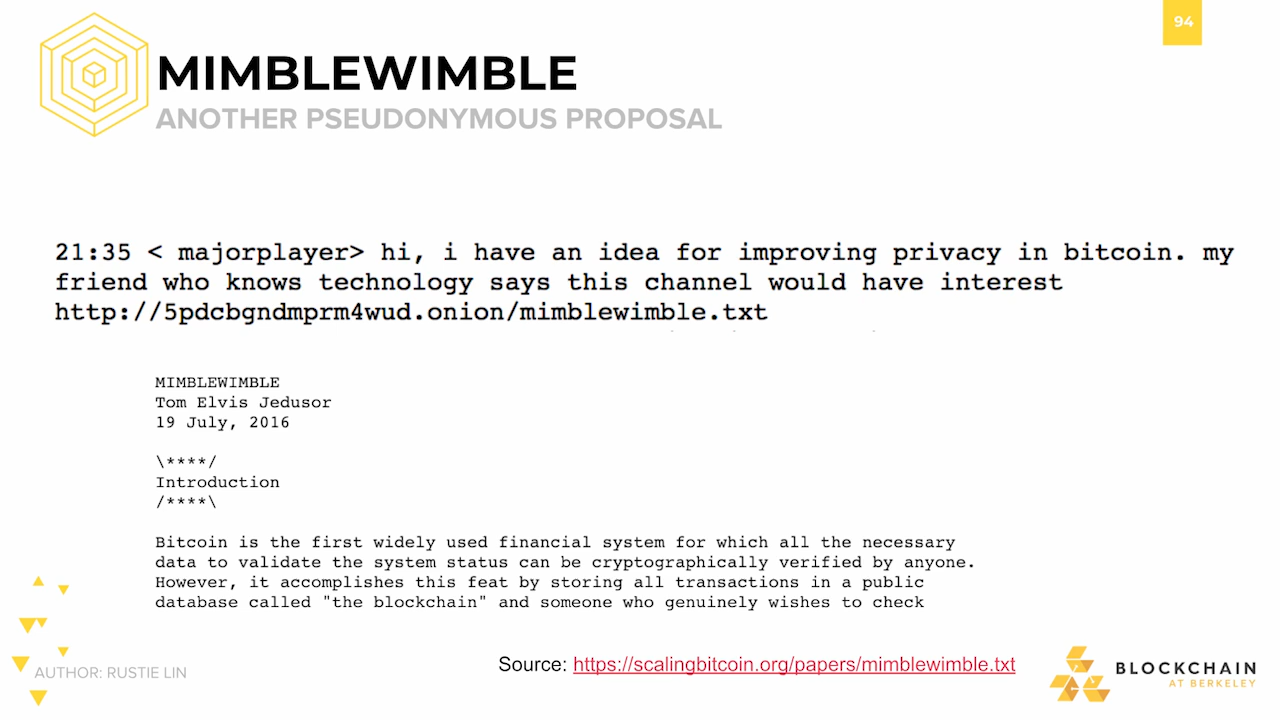 94
MIMBLEWIMBLE
ANOTHER PSEUDONYMOUS PROPOSAL
21:35 < majorplayer> hi, i have an idea for improving privacy in bitcoin. my
friend who knows technology says this channel would have interest
http://5pdcbgndmprm4wud.onion/mimblewimble.txt
MIMBLEWIMBLE
Tom Elvis Jedusor
19 July, 2016
\****/
Introduction
/****\
Bitcoin is the first widely used financial system for which all the necessary
data to validate the system status can be cryptographically verified by anyone.
However, it accomplishes this feat by storing all transactions in a public
database called "the blockchain" and someone who genuinely wishes to check
Source: https://scalingbitcoin.org/papers/mimblewimble.txt
AUTHOR: RUSTIE LIN
BLOCKCHAIN
AT BERKELEY